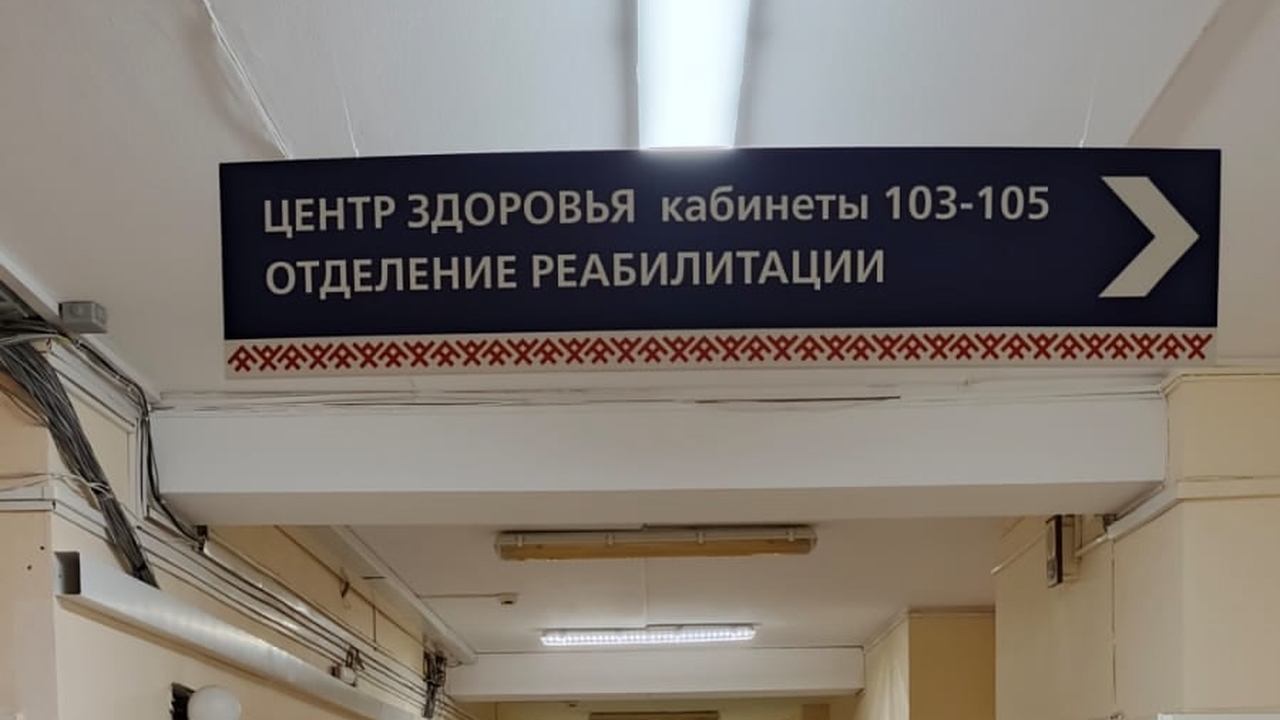 ЦЕНТР ЗДОРОВЬЯ кабинеты 103-105
ОТДЕЛЕНИЕ РЕАБИЛИТАЦИИ